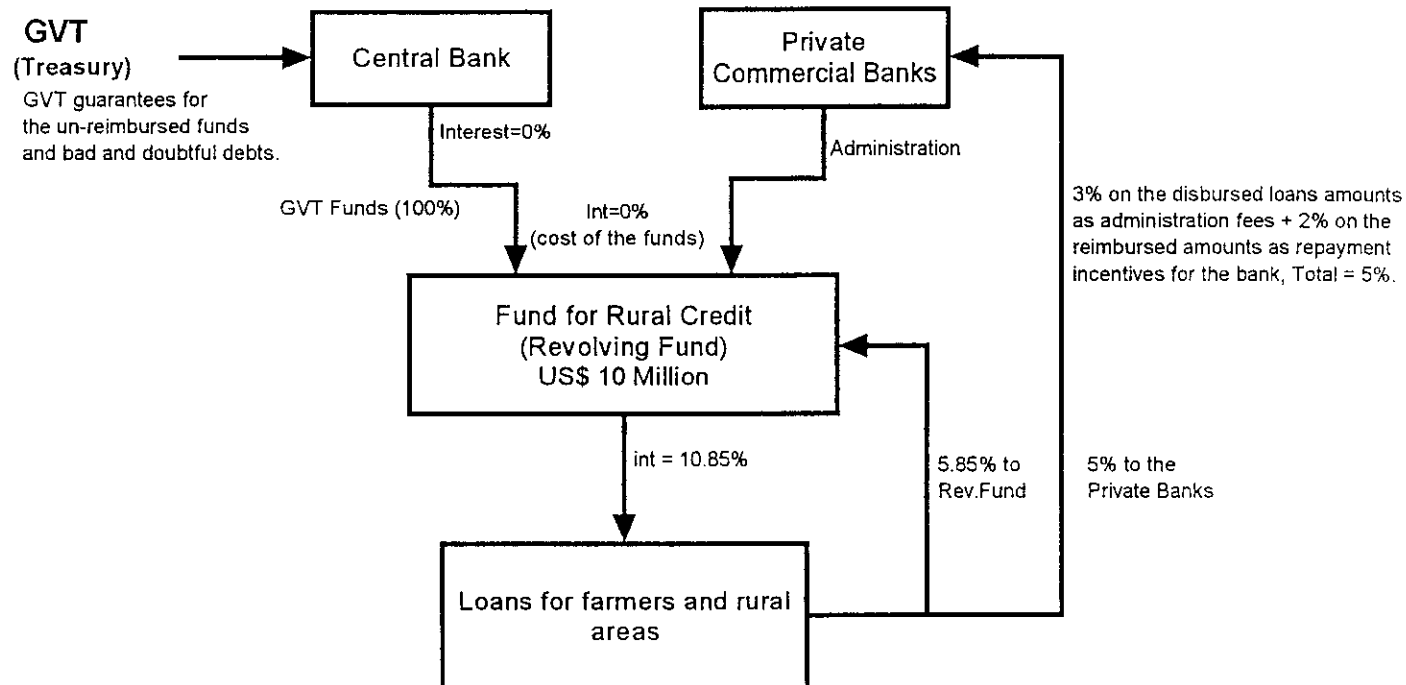 GVT
(Treasury)
GVT guarantees for
the un-reimbursed funds
and bad and doubtful debts.
Central Bank
Private
Commercial Banks
Interest=0%
Administration
GVT Funds (100%)
Int=0%
(cost of the funds)
3% on the disbursed loans amounts
as administration fees + 2% on the
reimbursed amounts as repayment
incentives for the bank, Total = 5%.
Fund for Rural Credit
(Revolving Fund)
US$ 10 Million
int = 10.85%
5.85% to
Rev.Fund
5% to the
Private Banks
Loans for farmers and rural
areas